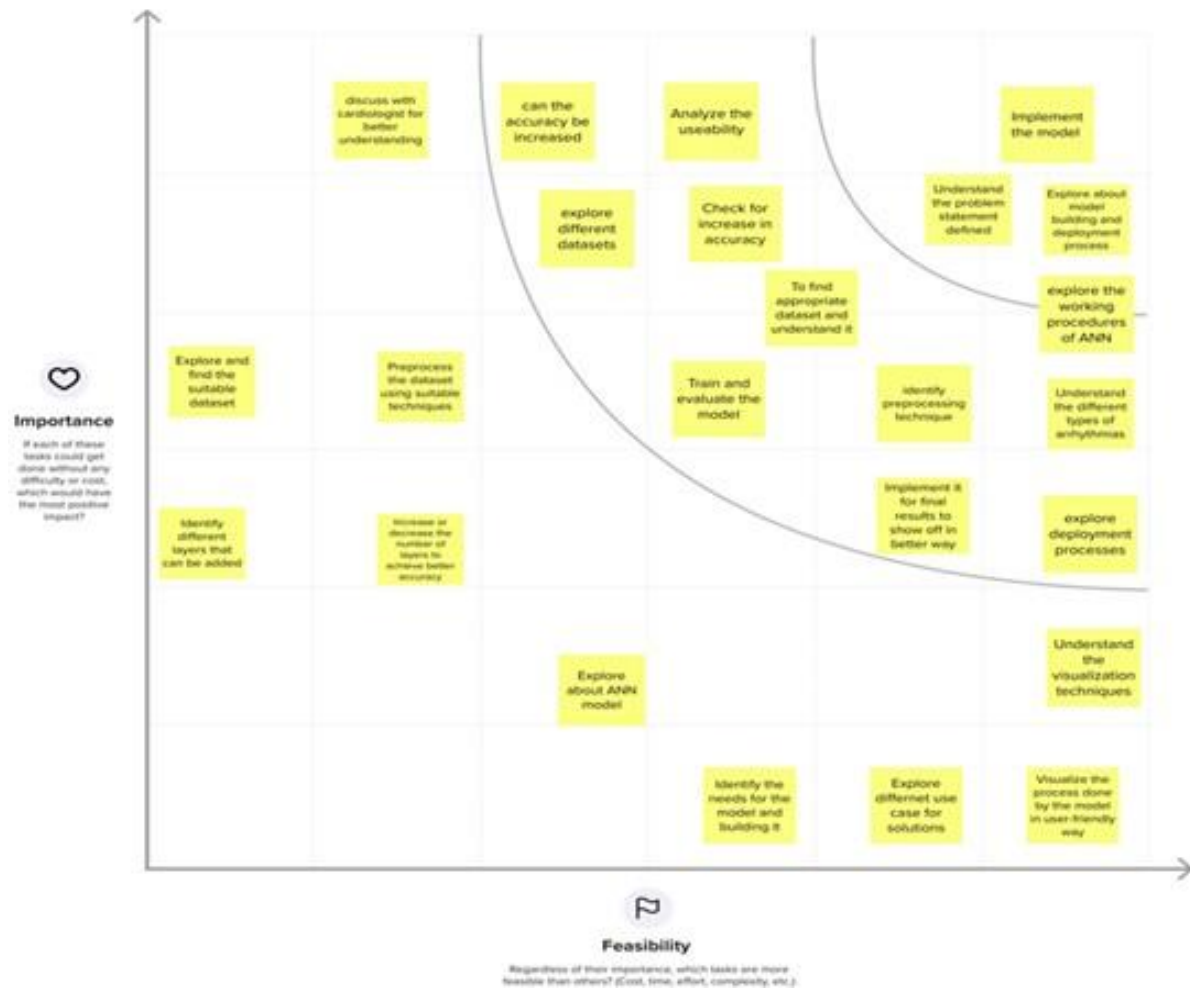 discuss with
cardiologist for
better
understanding
can the
accuracy be
increased
Analyze the
useability
Implement
the model
explore
different
datasets
Check for
increase in
accuracy
Understand
the problem
statement
defined
Explore about
model
building and
deployment
process
To find
appropriate
dataset and
understand it
explore the
working
procedures
of ANN
Explore and
find the
suitable
dataset
Preprocess
the dataset
using suitable
techniques
Train and
evaluate the
model
identify
preprocessing
technique
Understand
the different
types of
arrhythmias
Importance
If each of these
tasks could get
done without any
difficulty or cost,
which would have
the most positive
impact?
Identify
different
layers that
can be added
Increase or
decrease the
number of
layers to
achieve better
accuracy
Implement it
for final
results to
show off in
better way
explore
deployment
processes
Explore
about ANN
model
Understand
the
visualization
techniques
Identify the
needs for the
model and
building it
Explore
differnet use
case for
solutions
Visualize the
process done
by the model
in user-friendly
way
Feasibility
Regardless of their importance, which tasks are more
feasible than others? (Cost, time, effort, complexity, etc.)